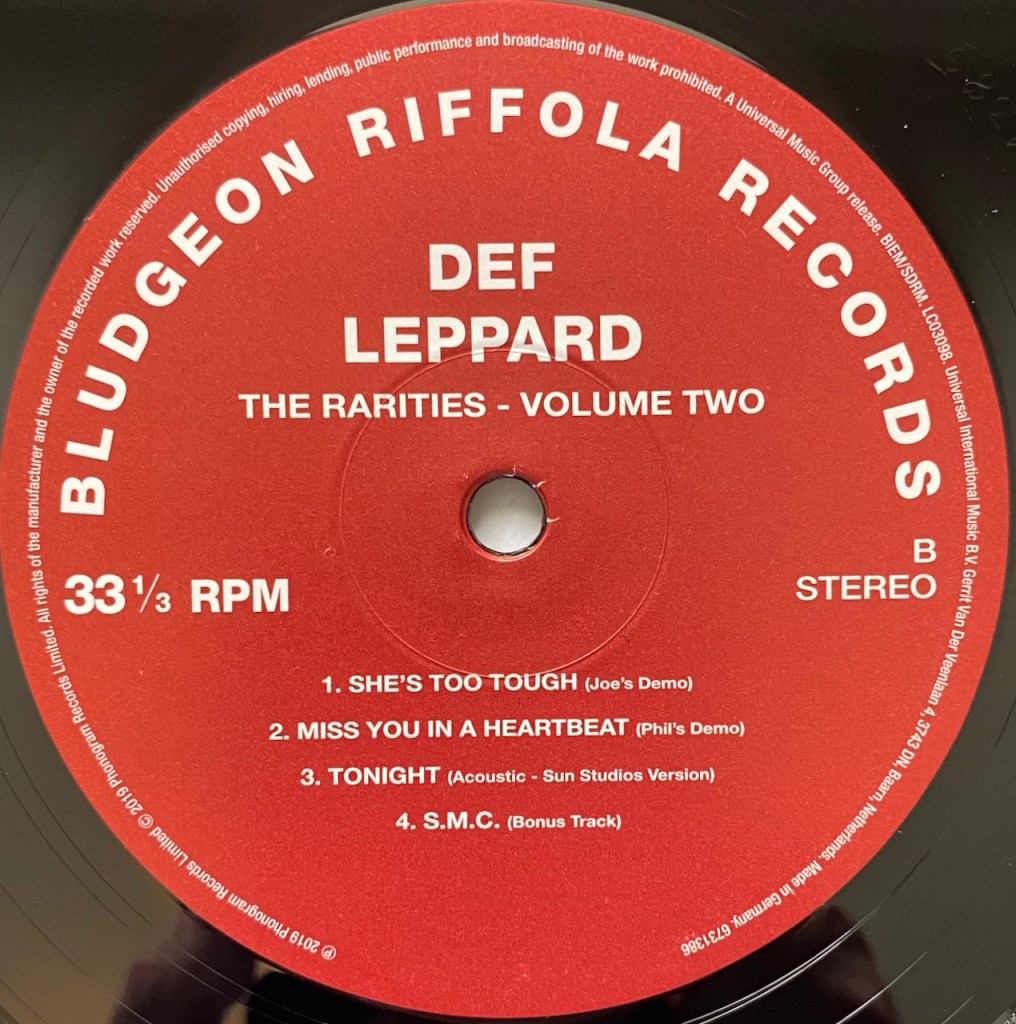 ℗ 2019 Phonogram Records Limited © 2019 Phonogram Records Limited. All rights of the manufacturer and the owner of the recorded work reserved. Unauthorised copying, hiring, lending, public performance and broadcasting of the work prohibited. A Universal Music Group release. BIEM/SDRM. LC03098. Universal International Music B.V. Gerrit Van Der Veenlaan 4, 3743 DN, Baarn, Netherlands. Made In Germany. 6731386
BLUDGEON RIFFOLA RECORDS
DEF
LEPPARD
THE RARITIES - VOLUME TWO
B
33 1/3 RPM
STEREO
1. SHE'S TOO TOUGH (Joe's Demo)
2. MISS YOU IN A HEARTBEAT (Phil's Demo)
3. TONIGHT (Acoustic - Sun Studios Version)
4. S.M.C. (Bonus Track)